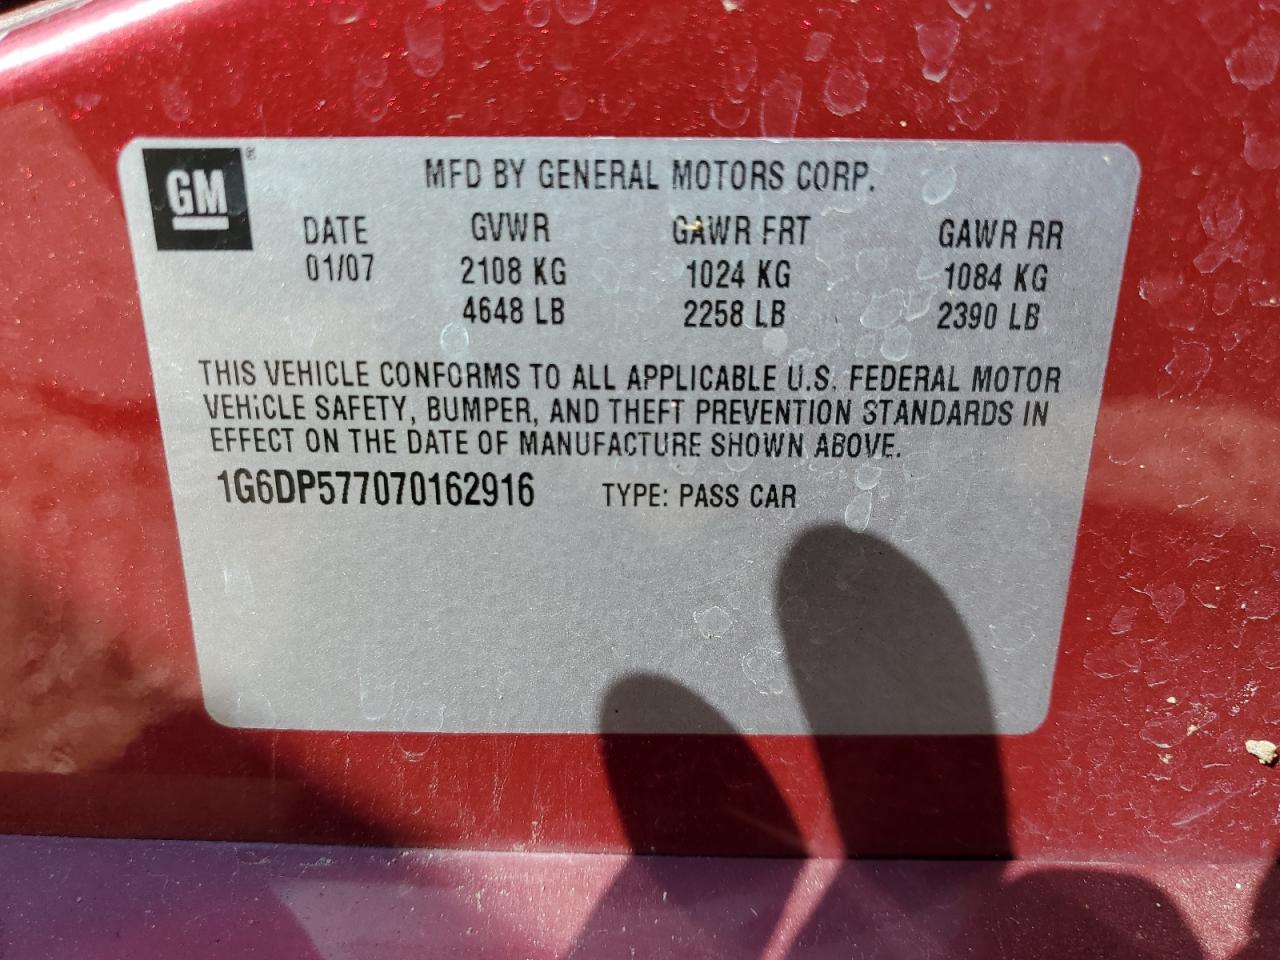 GM ®
MFD BY GENERAL MOTORS CORP.
DATE GVWR GAWR FRT GAWR RR
01/07 2108 KG 1024 KG 1084 KG
4648 LB 2258 LB 2390 LB
THIS VEHICLE CONFORMS TO ALL APPLICABLE U.S. FEDERAL MOTOR
VEHICLE SAFETY, BUMPER, AND THEFT PREVENTION STANDARDS IN
EFFECT ON THE DATE OF MANUFACTURE SHOWN ABOVE.
1G6DP577070162916 TYPE: PASS CAR